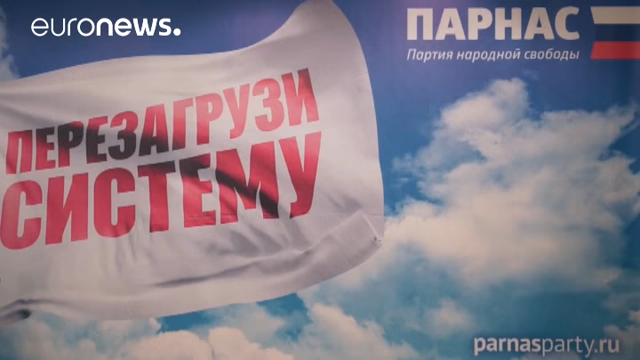 euronews.
ПАРНАС
Партия народной свободы
ПЕРЕЗАГРУЗИ
СИСТЕМУ
parnasparty.ru